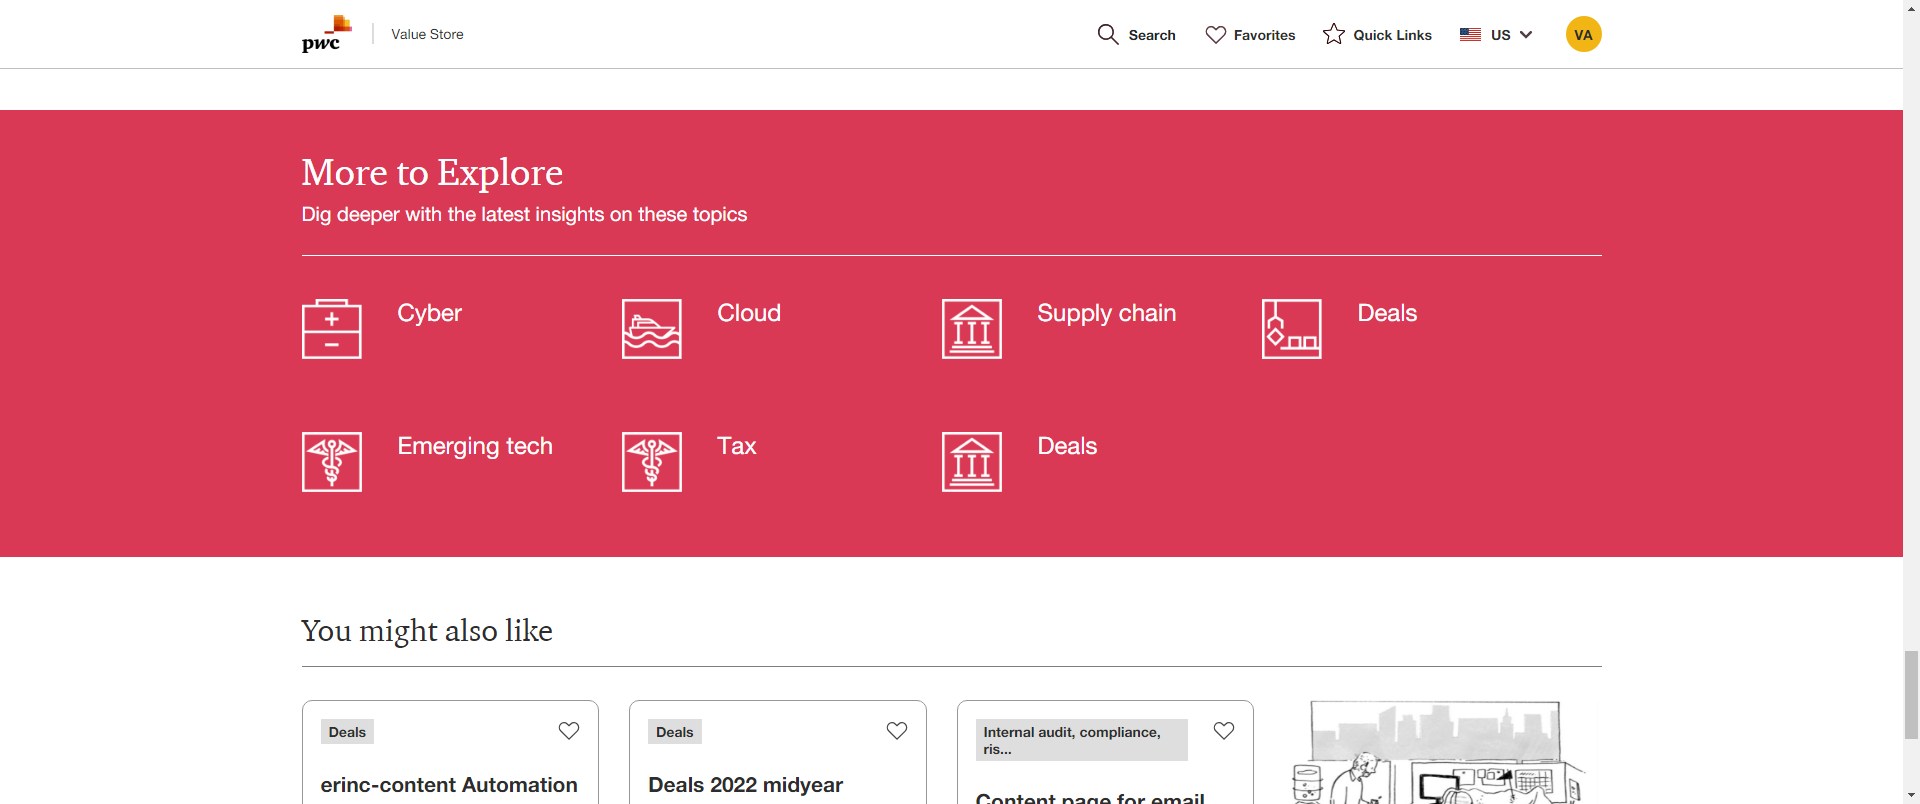 pwc
Value Store
Search
Favorites
Quick Links
US
VA
More to Explore
Dig deeper with the latest insights on these topics
Cyber
Cloud
Supply chain
Deals
Emerging tech
Tax
Deals
You might also like
Deals
erinc-content Automation
Deals
Deals 2022 midyear
Internal audit, compliance,
ris...
Content page for email